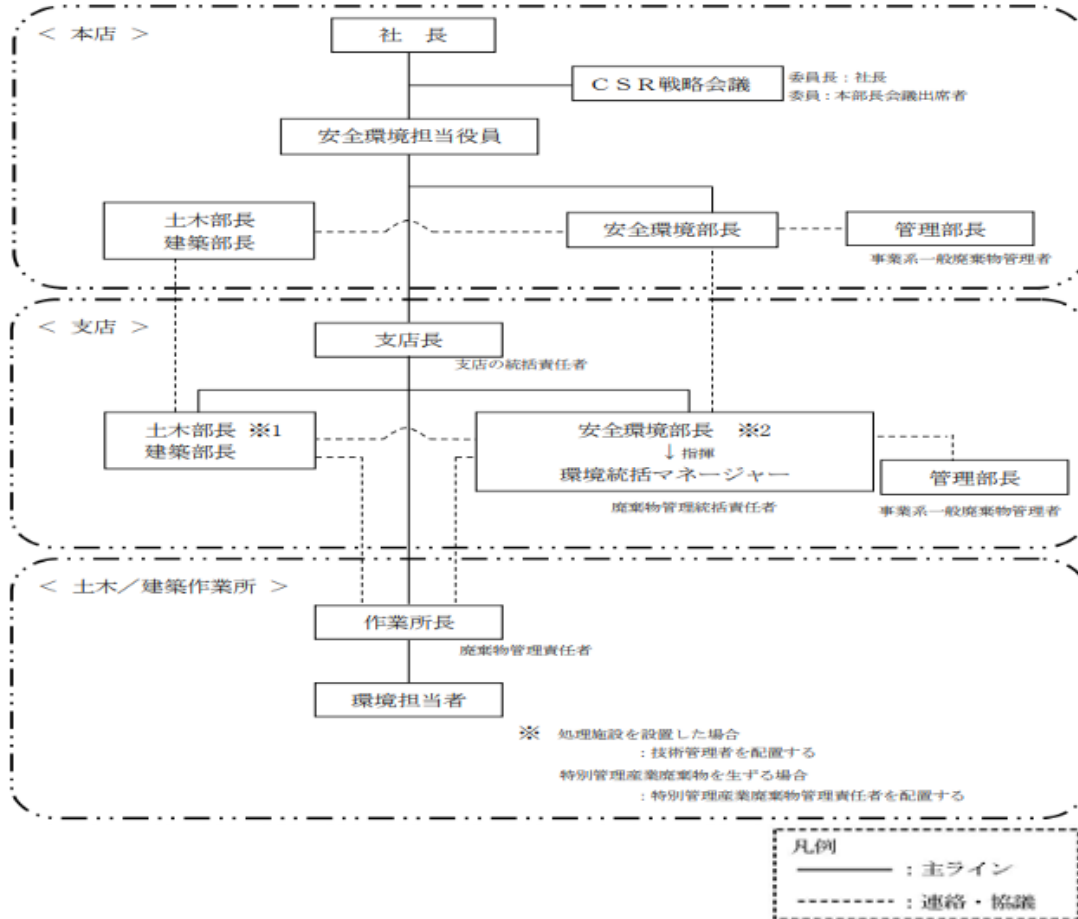 < 本店 >
社 長
CSR戦略会議
委員長:社長
委員:本部長会議出席者
安全環境担当役員
土木部長
建築部長
安全環境部長
管理部長
事業系一般廃棄物管理者
< 支店 >
支店長
支店の統括責任者
土木部長 ※1
建築部長
安全環境部長 ※2
↓指揮
環境統括マネージャー
廃棄物管理統括責任者
管理部長
事業系一般廃棄物管理者
< 土木/建築作業所 >
作業所長
廃棄物管理責任者
環境担当者
※ 処理施設を設置した場合
:技術管理者を配置する
特別管理産業廃棄物を生ずる場合
:特別管理産業廃棄物管理責任者を配置する
凡例
:主ライン
:連絡・協議